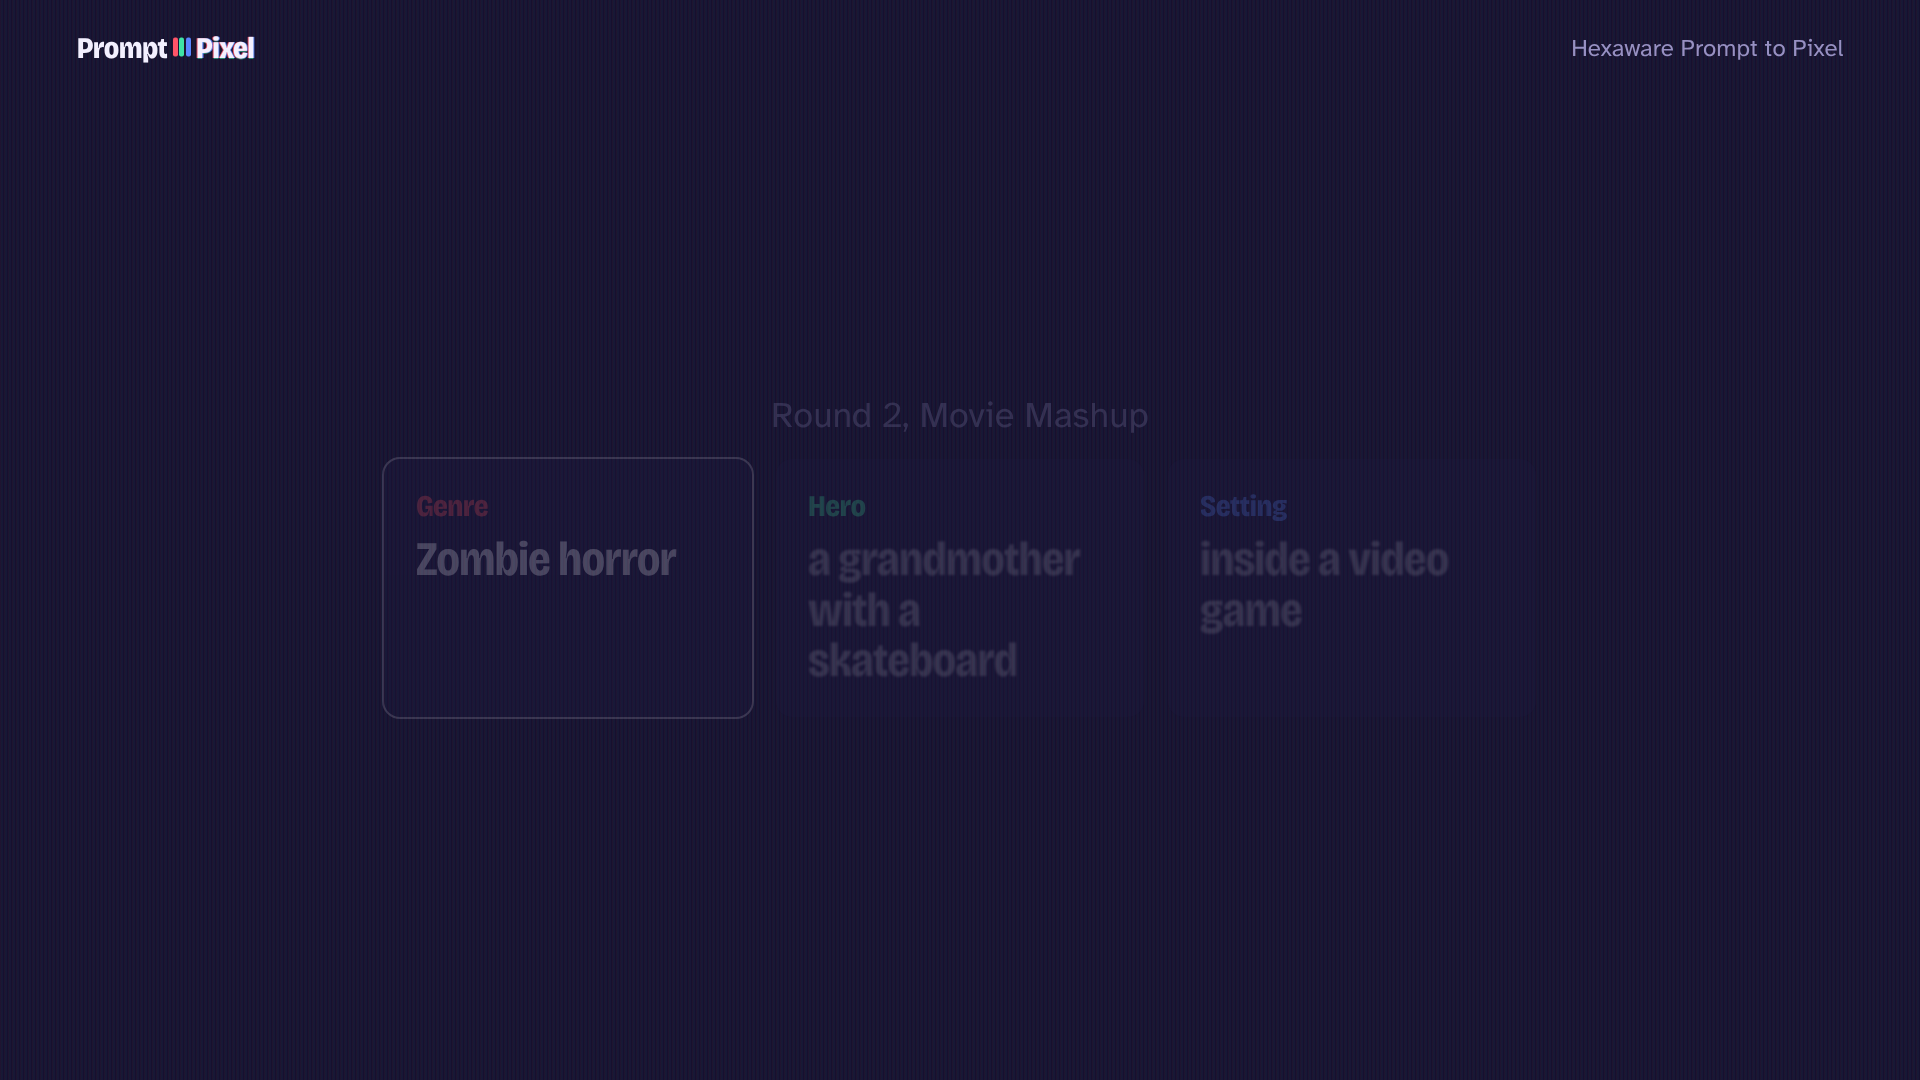 Prompt Pixel
Hexaware Prompt to Pixel
Round 2, Movie Mashup
Genre
Zombie horror
Hero
a grandmother
with a
skateboard
Setting
inside a video
game